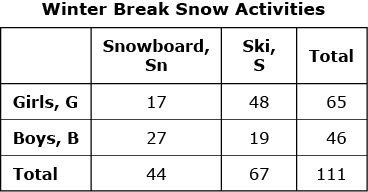 Winter Break Snow Activities
Snowboard, Sn Ski, S Total
Girls, G 17 48 65
Boys, B 27 19 46
Total 44 67 111